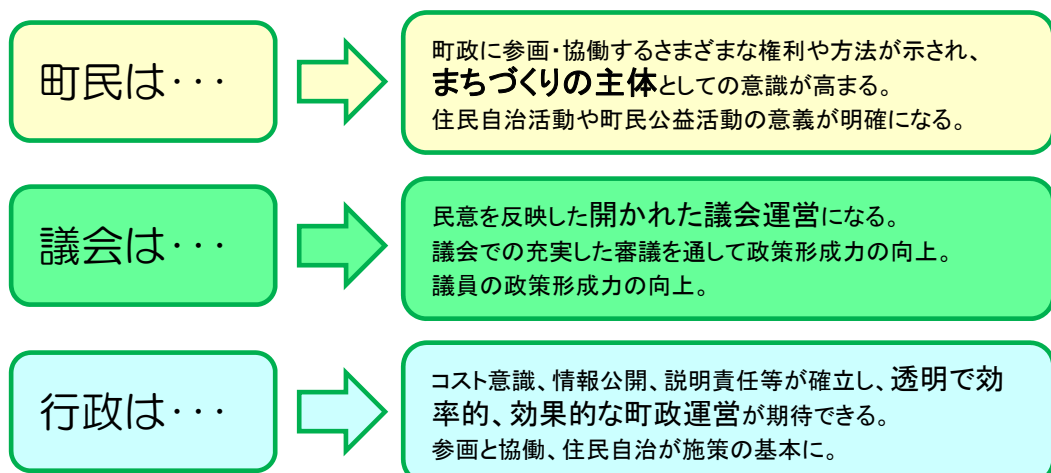 町民は･･･
町政に参画・協働するさまざまな権利や方法が示され、
まちづくりの主体としての意識が高まる。
住民自治活動や町民公益活動の意義が明確になる。
議会は･･･
民意を反映した開かれた議会運営になる。
議会での充実した審議を通して政策形成力の向上。
議員の政策形成力の向上。
行政は･･･
コスト意識、情報公開、説明責任等が確立し、透明で効
率的、効果的な町政運営が期待できる。
参画と協働、住民自治が施策の基本に。